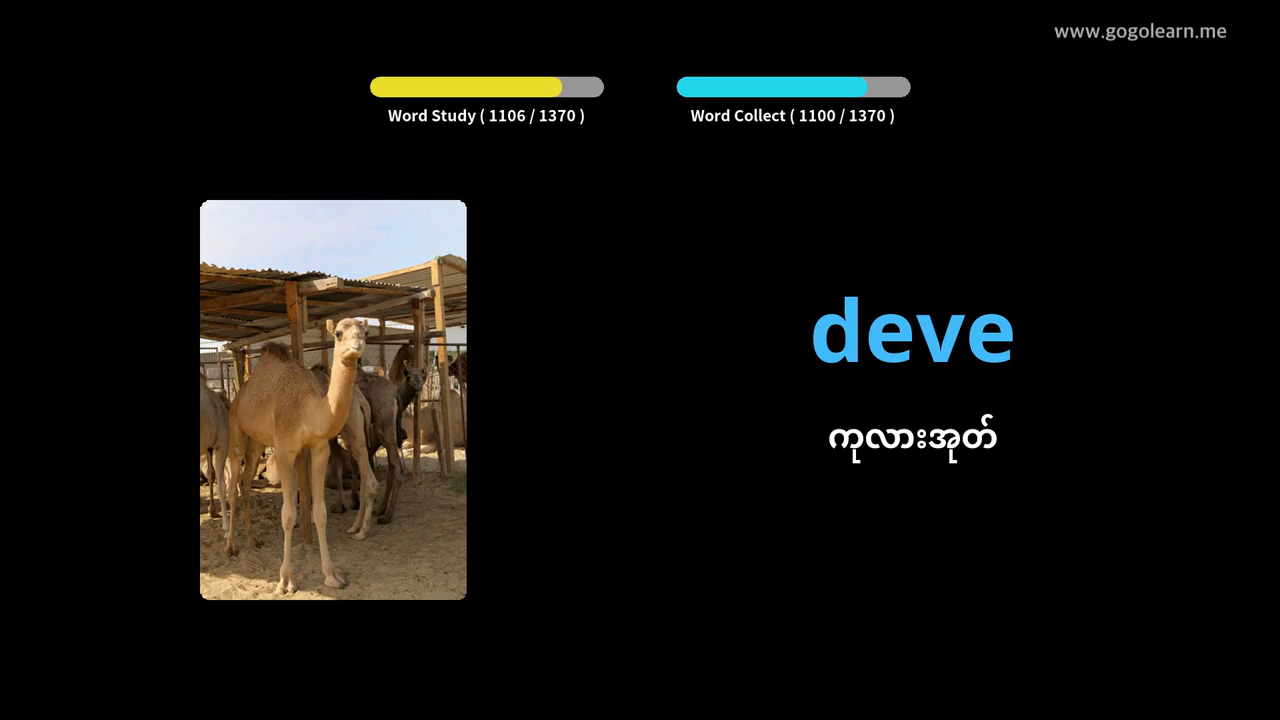 www.gogolearn.me
Word Study ( 1106 / 1370 )
Word Collect ( 1100 / 1370 )
deve
ကုလားအုတ်